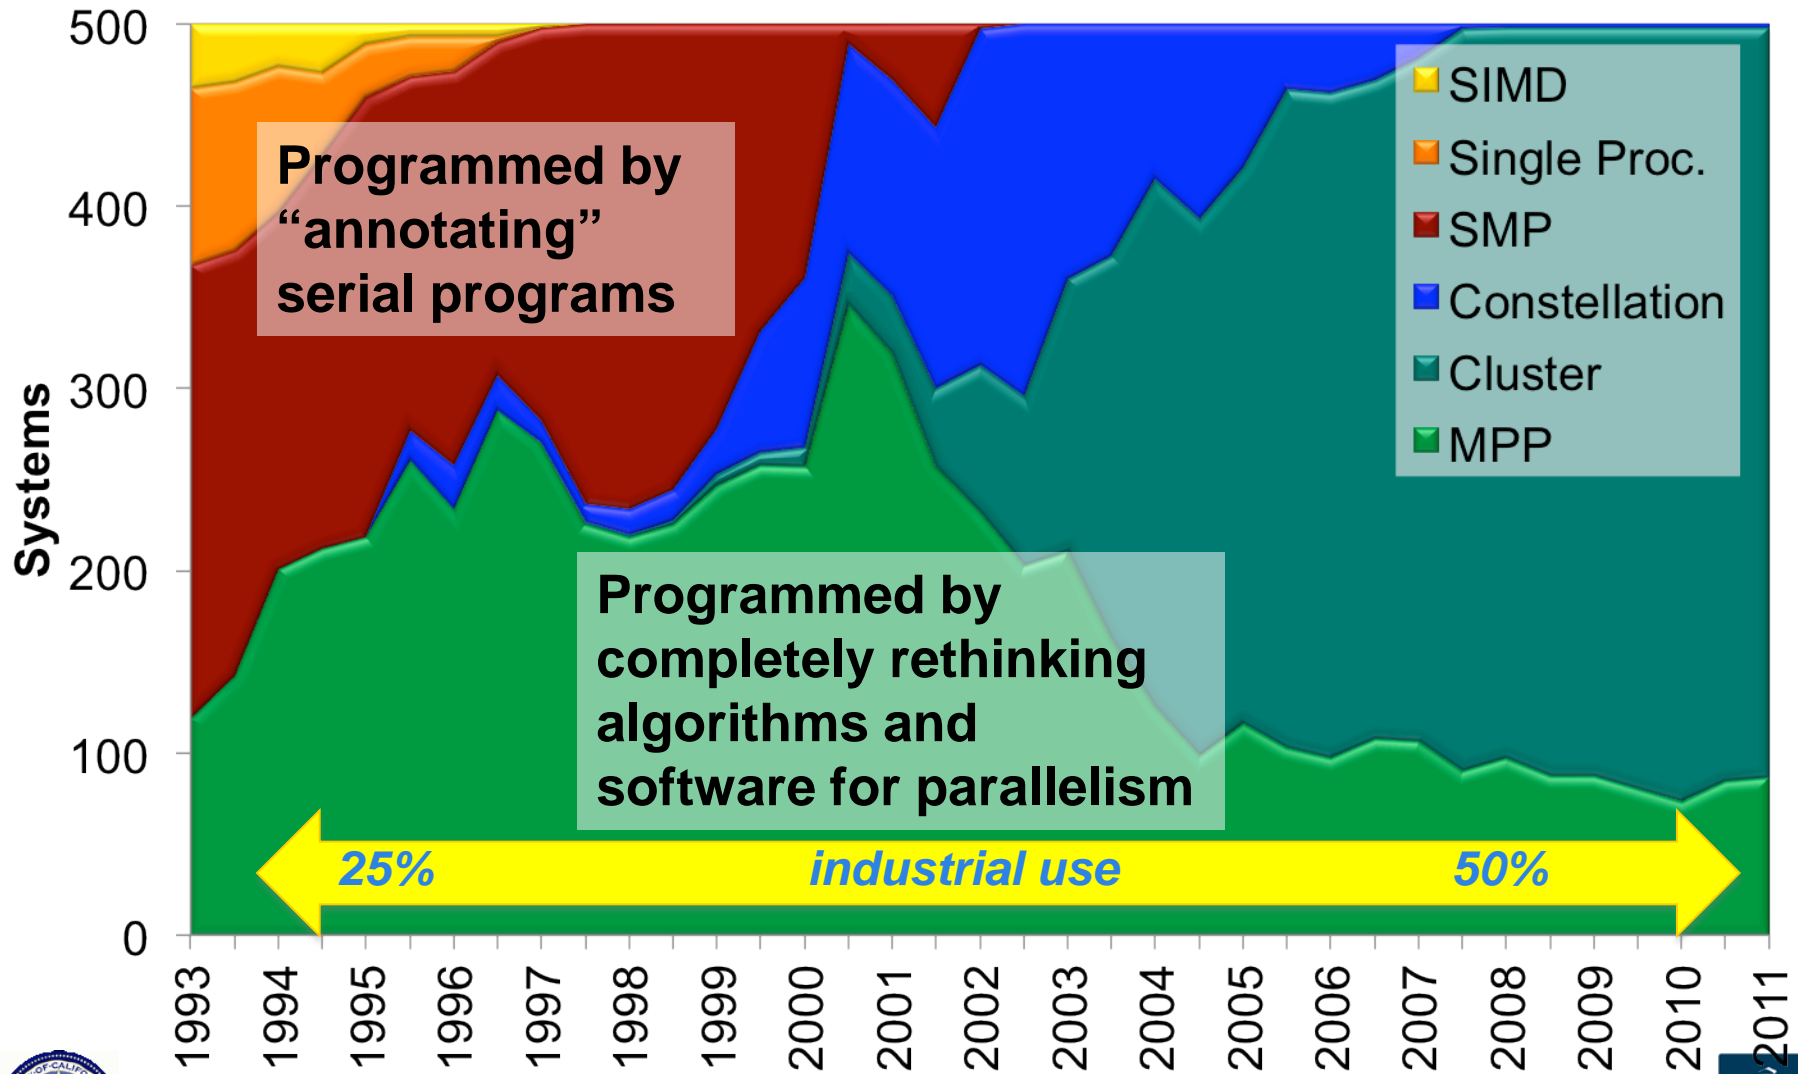 500
400
300
200
100
0
Systems
Programmed by
“annotating”
serial programs
SIMD
Single Proc.
SMP
Constellation
Cluster
MPP
Programmed by
completely rethinking
algorithms and
software for parallelism
25% industrial use 50%
1993 1994 1995 1996 1997 1998 1999 2000 2001 2002 2003 2004 2005 2006 2007 2008 2009 2010 2011